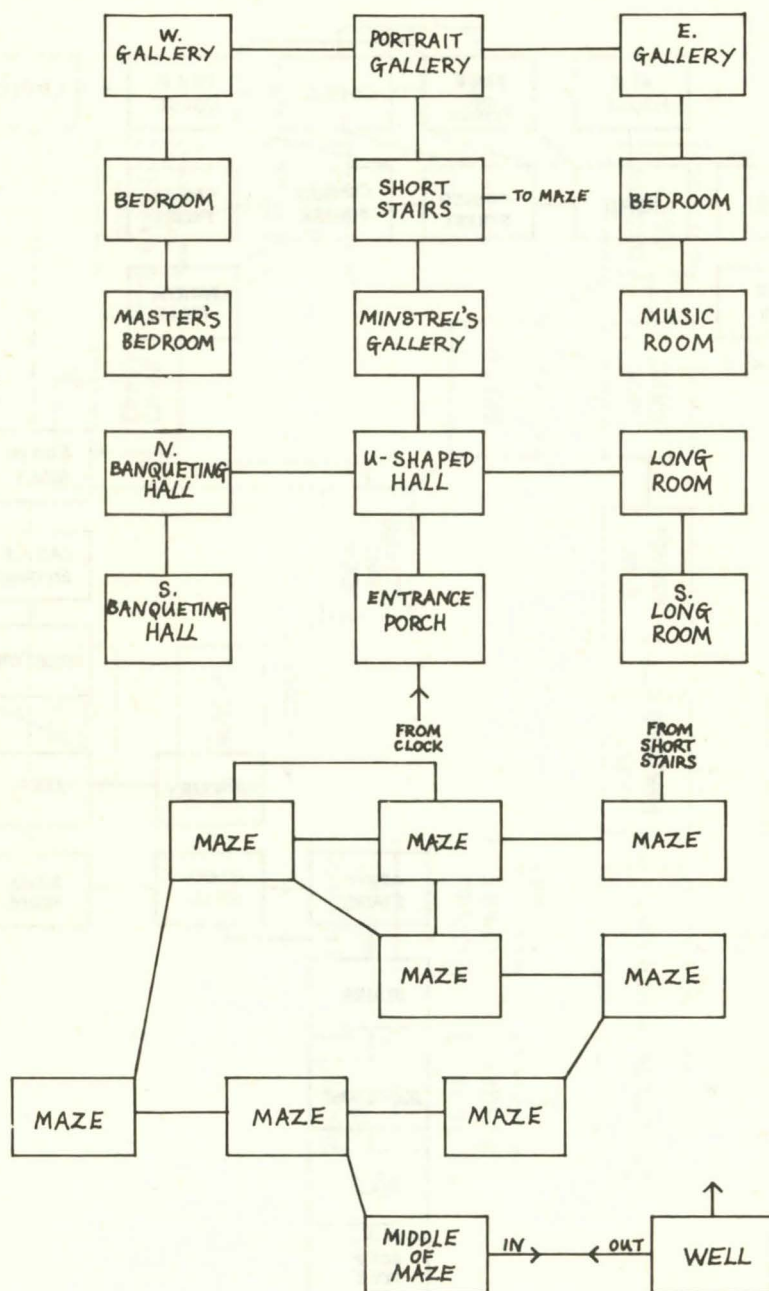 W.
GALLERY
PORTRAIT
GALLERY
E.
GALLERY
BEDROOM
SHORT
STAIRS
TO MAZE
BEDROOM
MASTER'S
BEDROOM
MINSTREL'S
GALLERY
MUSIC
ROOM
N.
BANQUETING
HALL
U-SHAPED
HALL
LONG
ROOM
S.
BANQUETING
HALL
ENTRANCE
PORCH
S.
LONG
ROOM
FROM
CLOCK
FROM
SHORT
STAIRS
MAZE
MAZE
MAZE
MAZE
MAZE
MAZE
MAZE
MAZE
MIDDLE
OF
MAZE
IN
OUT
WELL